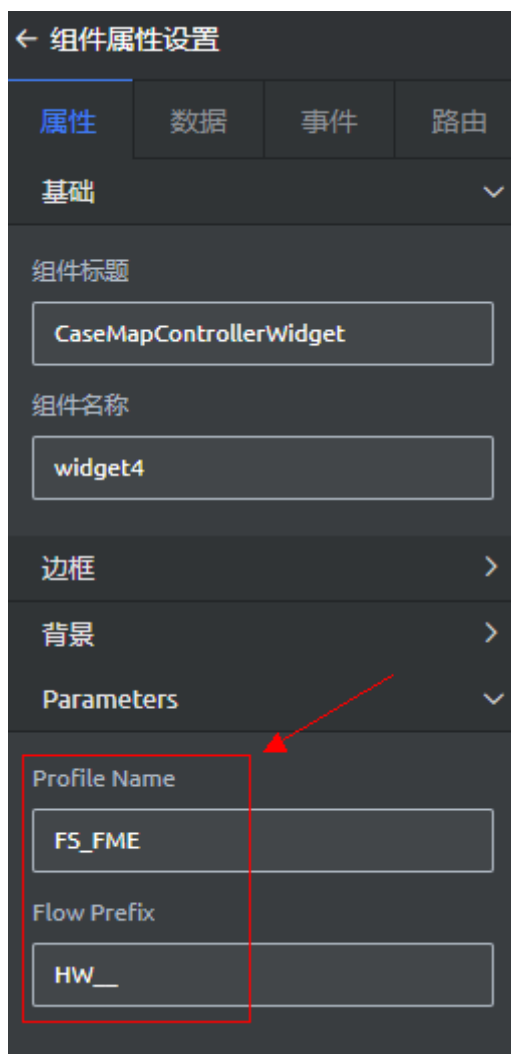 ← 组件属性设置
属性 数据 事件 路由
基础
组件标题
CaseMapControllerWidget
组件名称
widget4
边框
背景
Parameters
Profile Name
FS_FME
Flow Prefix
HW__